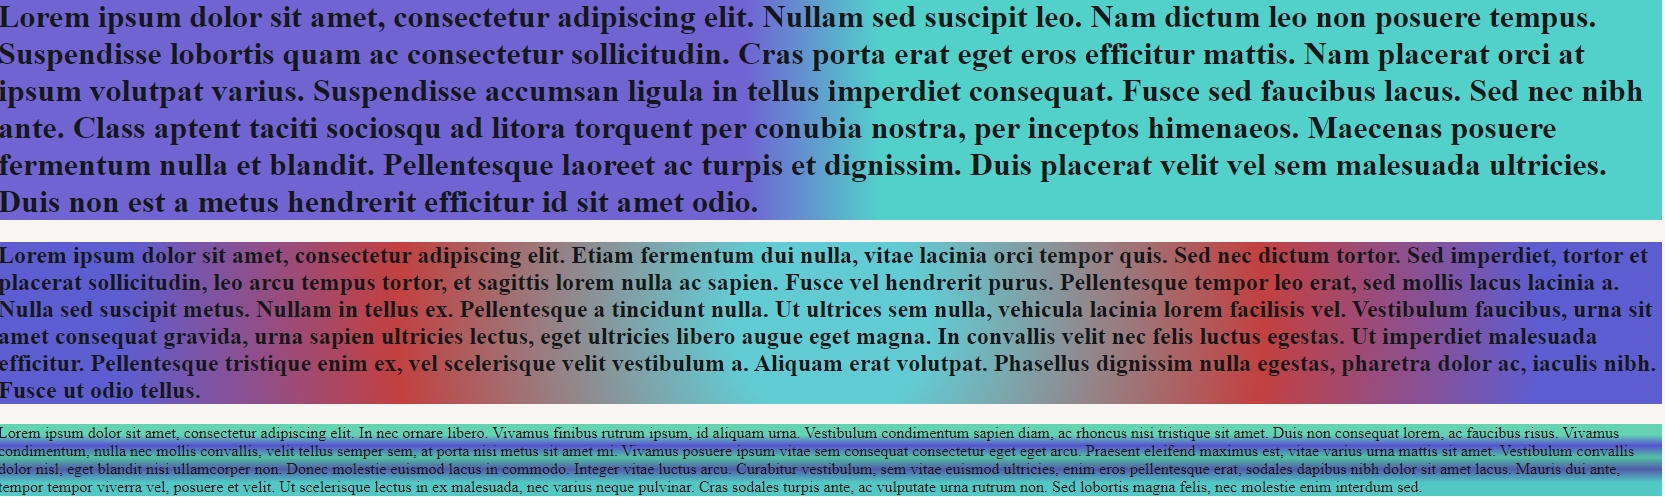 Lorem ipsum dolor sit amet, consectetur adipiscing elit. Nullam sed suscipit leo. Nam dictum leo non posuere tempus.
Suspendisse lobortis quam ac consectetur sollicitudin. Cras porta erat eget eros efficitur mattis. Nam placerat orci at
ipsum volutpat varius. Suspendisse accumsan ligula in tellus imperdiet consequat. Fusce sed faucibus lacus. Sed nec nibh
ante. Class aptent taciti sociosqu ad litora torquent per conubia nostra, per inceptos himenaeos. Maecenas posuere
fermentum nulla et blandit. Pellentesque laoreet ac turpis et dignissim. Duis placerat velit vel sem malesuada ultricies.
Duis non est a metus hendrerit efficitur id sit amet odio.
Lorem ipsum dolor sit amet, consectetur adipiscing elit. Etiam fermentum dui nulla, vitae lacinia orci tempor quis. Sed nec dictum tortor. Sed imperdiet, tortor et
placerat sollicitudin, leo arcu tempus tortor, et sagittis lorem nulla ac sapien. Fusce vel hendrerit purus. Pellentesque tempor leo erat, sed mollis lacus lacinia a.
Nulla sed suscipit metus. Nullam in tellus ex. Pellentesque a tincidunt nulla. Ut ultrices sem nulla, vehicula lacinia lorem facilisis vel. Vestibulum faucibus, urna sit
amet consequat gravida, urna sapien ultricies lectus, eget ultricies libero augue eget magna. In convallis velit nec felis luctus egestas. Ut imperdiet malesuada
efficitur. Pellentesque tristique enim ex, vel scelerisque velit vestibulum a. Aliquam erat volutpat. Phasellus dignissim nulla egestas, pharetra dolor ac, iaculis nibh.
Fusce ut odio tellus.
Lorem ipsum dolor sit amet, consectetur adipiscing elit. In nec ornare libero. Vivamus finibus rutrum ipsum, id aliquam urna. Vestibulum condimentum sapien diam, ac rhoncus nisi tristique sit amet. Duis non consequat lorem, ac faucibus risus. Vivamus
condimentum, nulla nec mollis convallis, velit tellus semper sem, at porta nisi metus sit amet mi. Vivamus posuere ipsum vitae sem consequat consectetur eget eget arcu. Praesent eleifend maximus est, vitae varius urna mattis sit amet. Vestibulum convallis
dolor nisl, eget blandit nisi ullamcorper non. Donec molestie euismod lacus in commodo. Integer vitae luctus arcu. Curabitur vestibulum, sem vitae euismod ultricies, enim eros pellentesque erat, sodales dapibus nibh dolor sit amet lacus. Mauris dui ante,
tempor tempor viverra vel, posuere et velit. Ut scelerisque lectus in ex malesuada, nec varius neque pulvinar. Cras sodales turpis ante, ac vulputate urna rutrum non. Sed lobortis magna felis, nec molestie enim interdum sed.